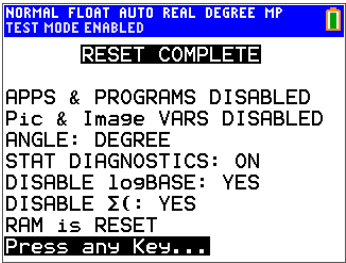 NORMAL FLOAT AUTO REAL DEGREE MP
TEST MODE ENABLED
RESET COMPLETE
APPS & PROGRAMS DISABLED
Pic & Image VARS DISABLED
ANGLE: DEGREE
STAT DIAGNOSTICS: ON
DISABLE logBASE: YES
DISABLE Σ(: YES
RAM is RESET
Press any Key...